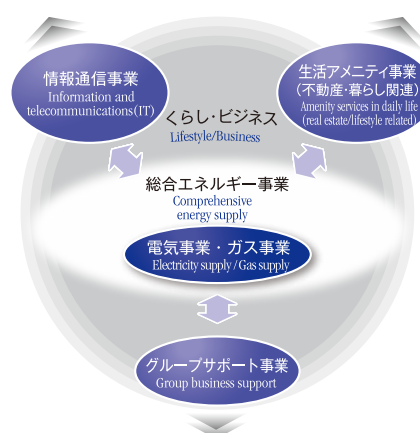 情報通信事業
Information and
telecommunications(IT)
生活アメニティ事業
(不動産・暮らし関連)
Amenity services in daily life
(real estate/lifestyle related)
くらし・ビジネス
Lifestyle/Business
総合エネルギー事業
Comprehensive
energy supply
電気事業・ガス事業
Electricity supply / Gas supply
グループサポート事業
Group business support